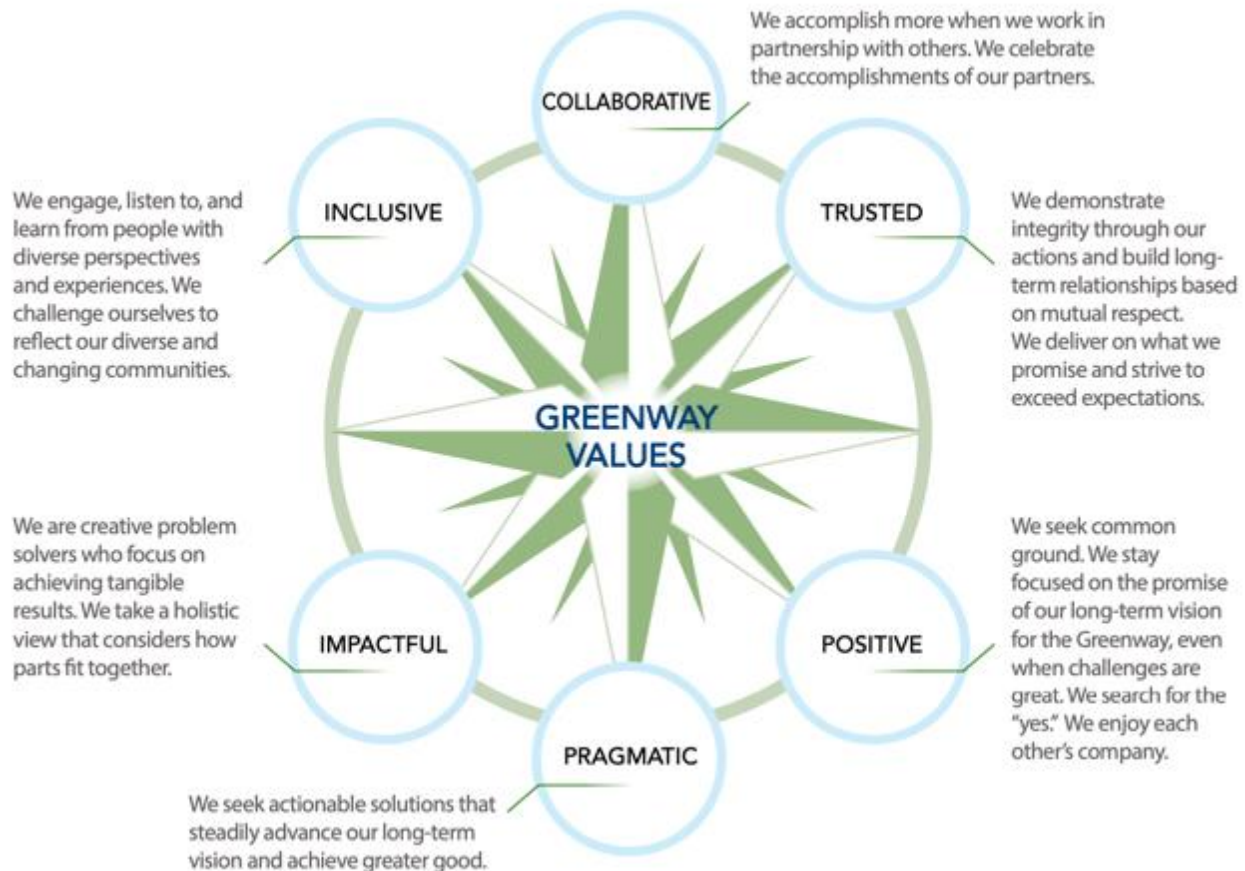 We accomplish more when we work in
partnership with others. We celebrate
the accomplishments of our partners.
COLLABORATIVE
INCLUSIVE
TRUSTED
We engage, listen to, and
learn from people with
diverse perspectives
and experiences. We
challenge ourselves to
reflect our diverse and
changing communities.
We demonstrate
integrity through our
actions and build long-
term relationships based
on mutual respect.
We deliver on what we
promise and strive to
exceed expectations.
GREENWAY
VALUES
We are creative problem
solvers who focus on
achieving tangible
results. We take a holistic
view that considers how
parts fit together.
IMPACTFUL
POSITIVE
We seek common
ground. We stay
focused on the promise
of our long-term vision
for the Greenway, even
when challenges are
great. We search for the
“yes.” We enjoy each
other’s company.
PRAGMATIC
We seek actionable solutions that
steadily advance our long-term
vision and achieve greater good.